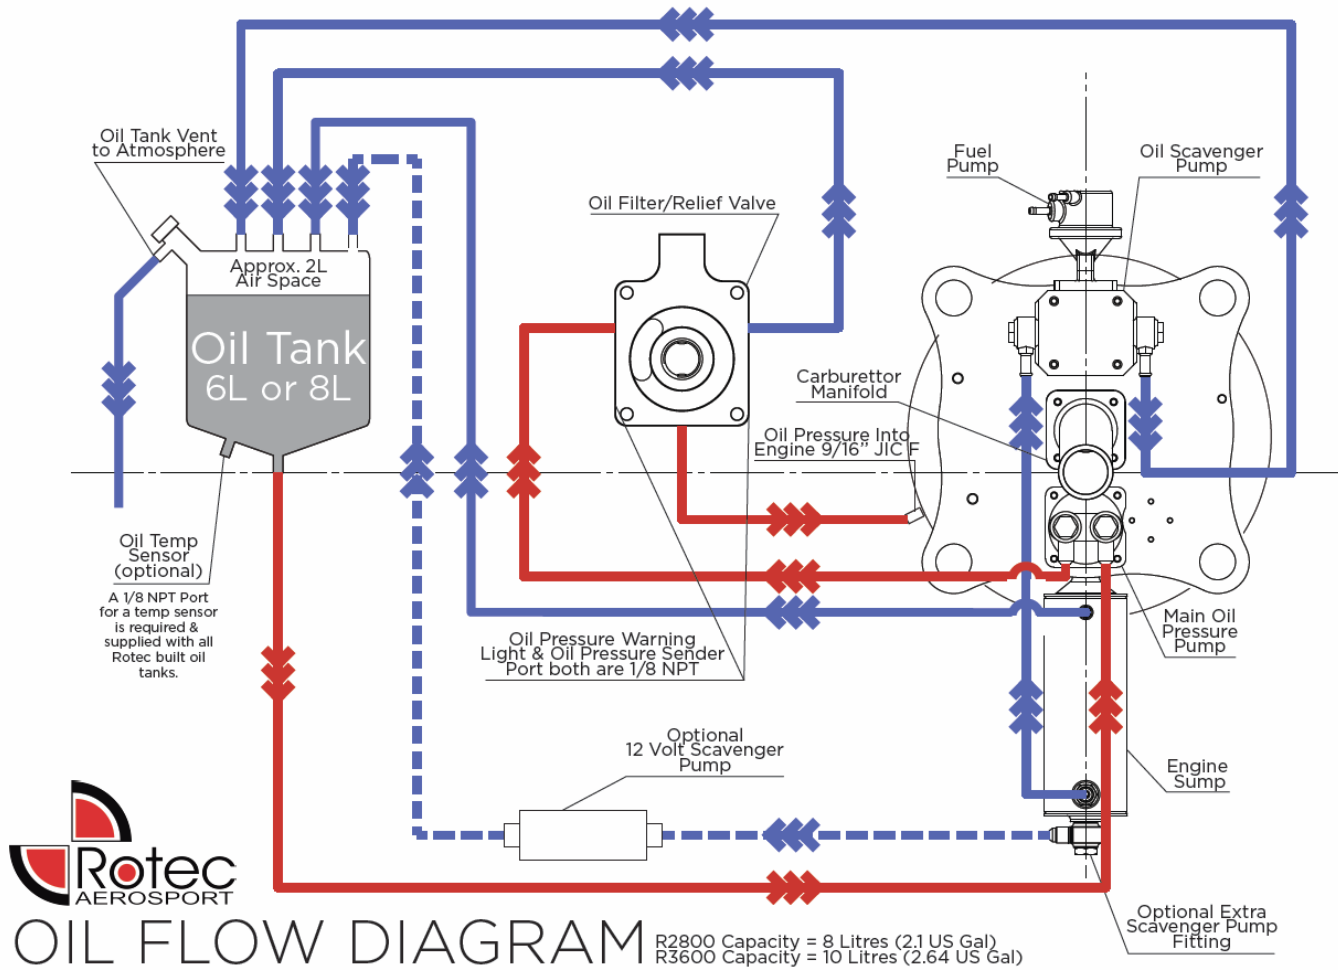 Oil Tank Vent
to Atmosphere
Approx. 2L
Air Space
Oil Tank
6L or 8L
Oil Temp
Sensor
(optional)
A 1/8 NPT Port
for a temp sensor
is required &
supplied with all
Rotec built oil
tanks.
Oil Filter/Relief Valve
Fuel
Pump
Oil Scavenger
Pump
Carburettor
Manifold
Oil Pressure Into
Engine 9/16” JIC F
Oil Pressure Warning
Light & Oil Pressure Sender
Port both are 1/8 NPT
Main Oil
Pressure
Pump
Optional
12 Volt Scavenger
Pump
Engine
Sump
Optional Extra
Scavenger Pump
Fitting
Rotec
AEROSPORT
OIL FLOW DIAGRAM
R2800 Capacity = 8 Litres (2.1 US Gal)
R3600 Capacity = 10 Litres (2.64 US Gal)